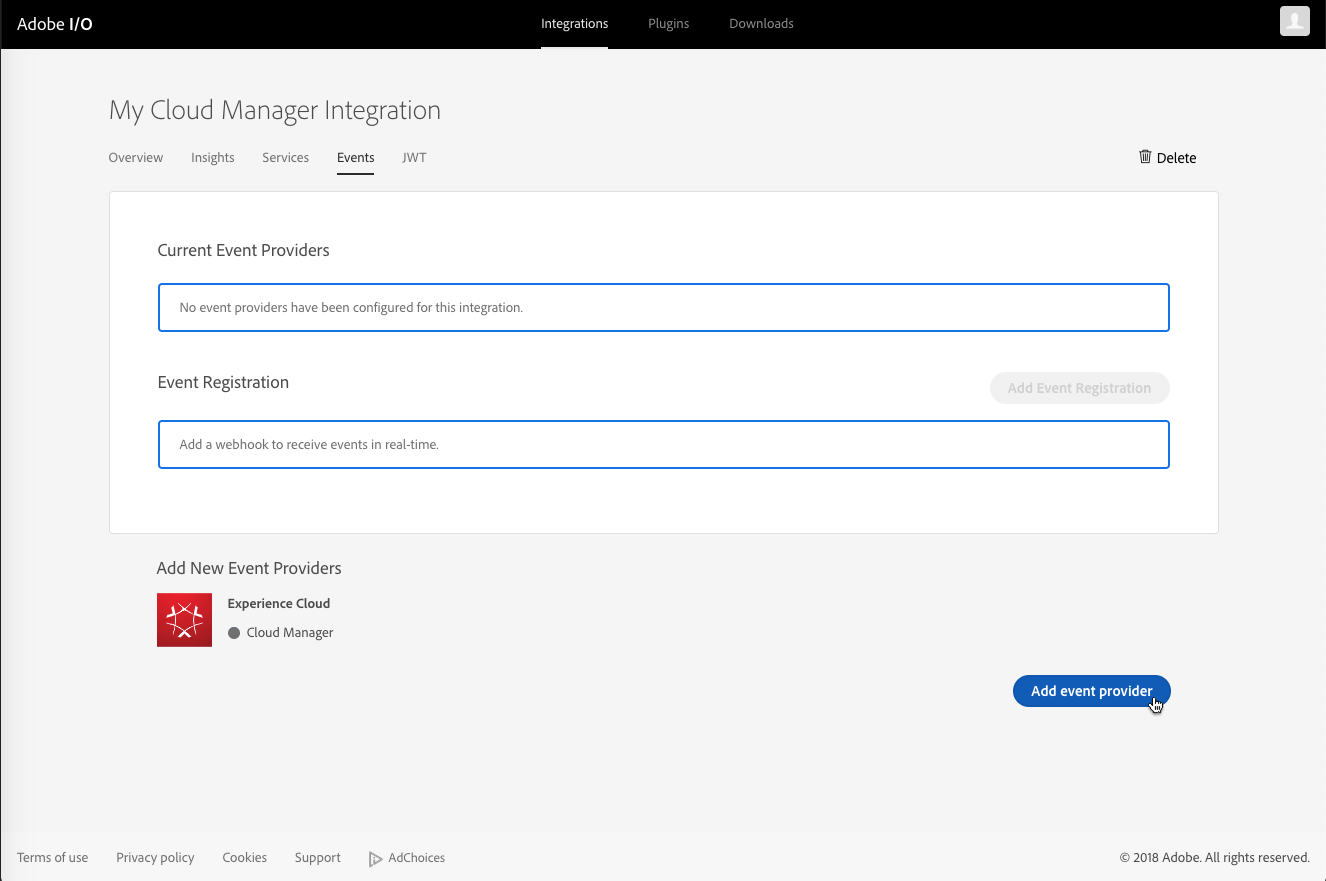 Adobe I/O
Integrations
Plugins
Downloads
My Cloud Manager Integration
Overview
Insights
Services
Events
JWT
Delete
Current Event Providers
No event providers have been configured for this integration.
Event Registration
Add Event Registration
Add a webhook to receive events in real-time.
Add New Event Providers
Experience Cloud
Cloud Manager
Add event provider
Terms of use
Privacy policy
Cookies
Support
AdChoices
© 2018 Adobe. All rights reserved.